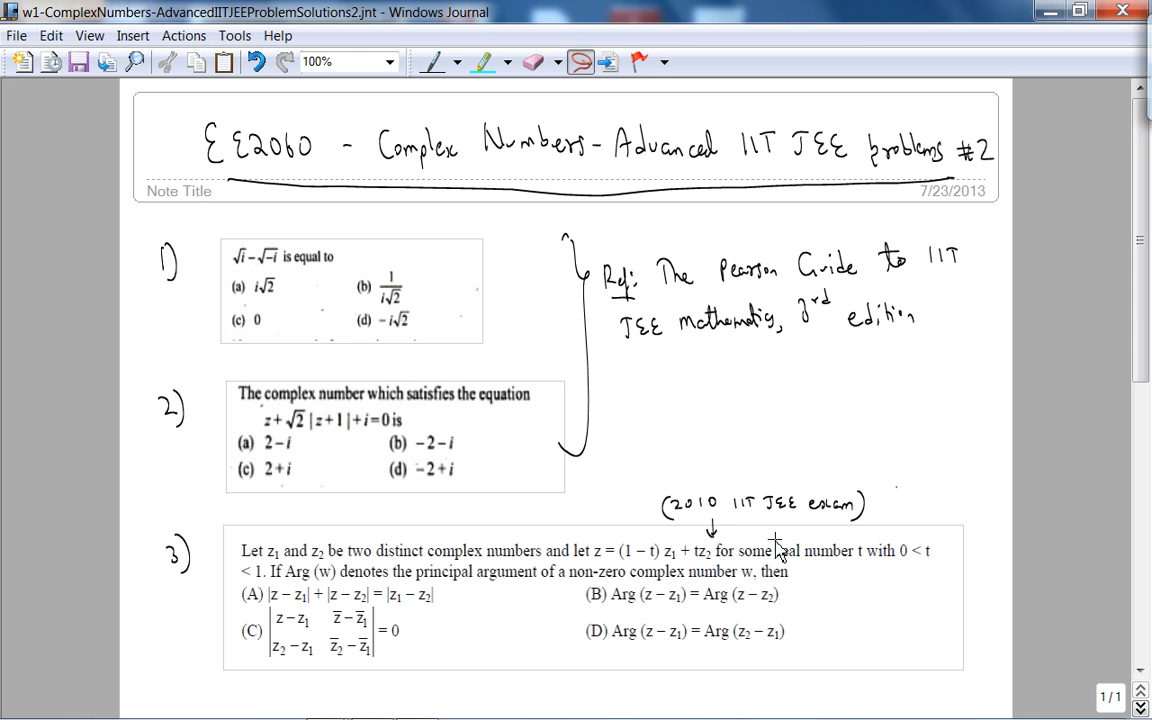 w1-ComplexNumbers-AdvancedIITJEEProblemSolutions2.jnt - Windows Journal
File Edit View Insert Actions Tools Help
100%
EE2060 - Complex Numbers - Advanced IIT JEE problems #2
Note Title
7/23/2013
1)
√i − √−i is equal to
(a) i√2 (b) 1/(i√2)
(c) 0 (d) −i√2
Ref: The Pearson Guide to IIT
JEE mathematics, 3rd edition
2)
The complex number which satisfies the equation
z + √2 |z + 1| + i = 0 is
(a) 2 − i (b) −2 − i
(c) 2 + i (d) −2 + i
(2010 IIT JEE exam)
3)
Let z₁ and z₂ be two distinct complex numbers and let z = (1 − t) z₁ + tz₂ for some real number t with 0 < t
< 1. If Arg (w) denotes the principal argument of a non-zero complex number w, then
(A) |z − z₁| + |z − z₂| = |z₁ − z₂| (B) Arg (z − z₁) = Arg (z − z₂)
(C) |z − z₁ z̄ − z̄₁|
|z₂ − z₁ z̄₂ − z̄₁| = 0 (D) Arg (z − z₁) = Arg (z₂ − z₁)
1/1